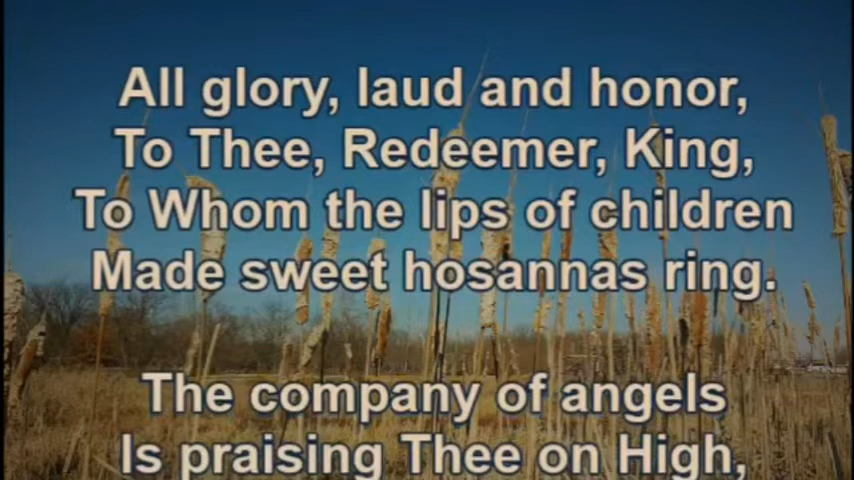 All glory, laud and honor,
To Thee, Redeemer, King,
To Whom the lips of children
Made sweet hosannas ring.
The company of angels
Is praising Thee on High,